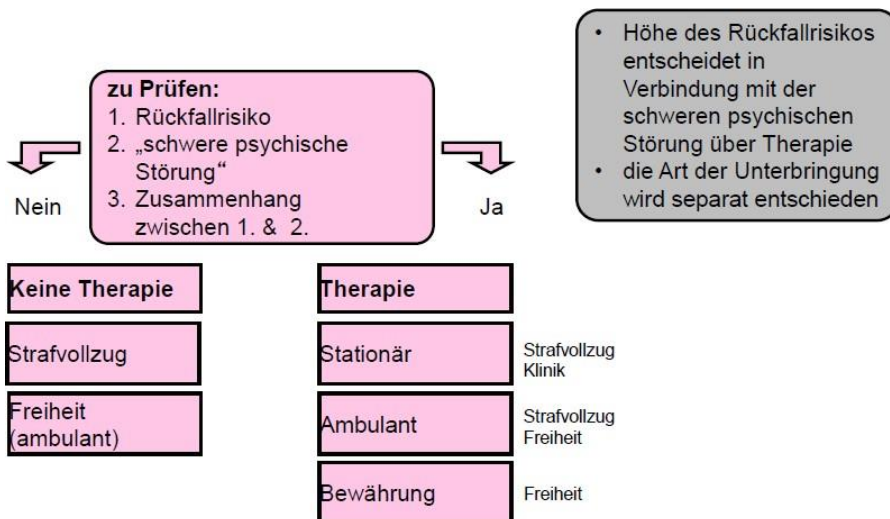 zu Prüfen:
1. Rückfallrisiko
2. „schwere psychische
Störung“
3. Zusammenhang
zwischen 1. & 2.
Nein
Ja
• Höhe des Rückfallrisikos
entscheidet in
Verbindung mit der
schweren psychischen
Störung über Therapie
• die Art der Unterbringung
wird separat entschieden
Keine Therapie
Strafvollzug
Freiheit
(ambulant)
Therapie
Stationär
Strafvollzug
Klinik
Ambulant
Strafvollzug
Freiheit
Bewährung
Freiheit